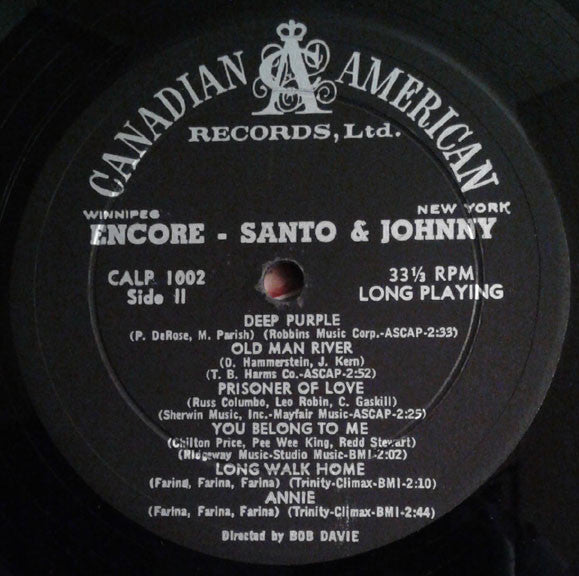 CANADIAN AMERICAN
CA
RECORDS, Ltd.
WINNIPEG NEW YORK
ENCORE - SANTO & JOHNNY
CALP 1002 33⅓ RPM
Side II LONG PLAYING
DEEP PURPLE
(P. DeRose, M. Parish) (Robbins Music Corp.-ASCAP-2:33)
OLD MAN RIVER
(O. Hammerstein, J. Kern)
(T. B. Harms Co.-ASCAP-2:52)
PRISONER OF LOVE
(Russ Columbo, Leo Robin, C. Gaskill)
(Sherwin Music, Inc.-Mayfair Music-ASCAP-2:25)
YOU BELONG TO ME
(Chilton Price, Pee Wee King, Redd Stewart)
(Ridgeway Music-Studio Music-BMI-2:02)
LONG WALK HOME
(Farina, Farina, Farina) (Trinity-Climax-BMI-2:10)
ANNIE
(Farina, Farina, Farina) (Trinity-Climax-BMI-2:44)
Directed by BOB DAVIE